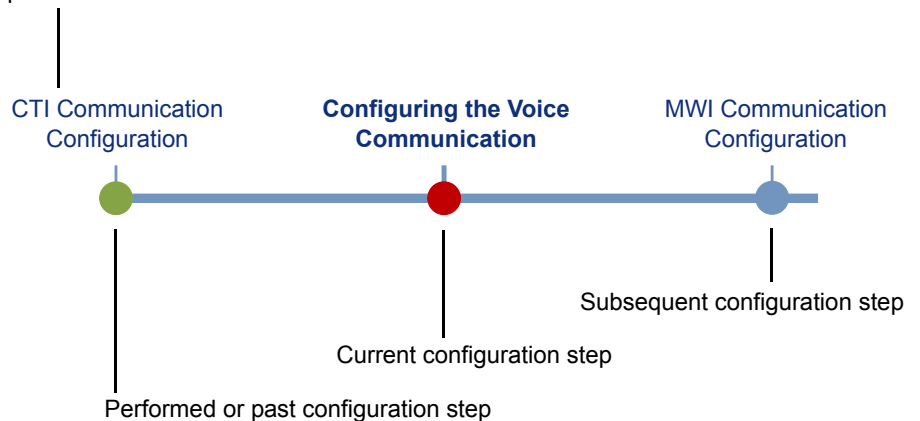 CTI Communication
Configuration
Configuring the Voice
Communication
MWI Communication
Configuration
Subsequent configuration step
Current configuration step
Performed or past configuration step